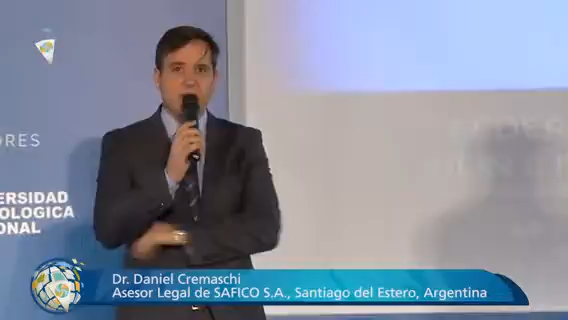 ORES
ERSIDAD
OLOGICA
ONAL
Dr. Daniel Cremaschi
Asesor Legal de SAFICO S.A., Santiago del Estero, Argentina